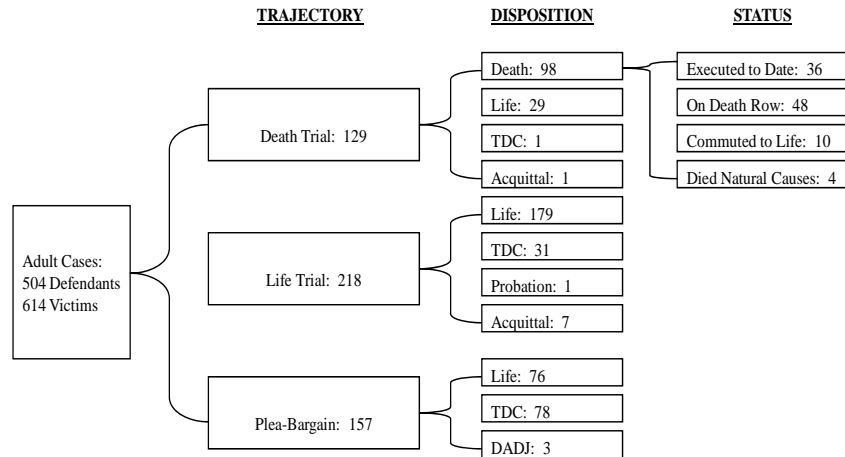 TRAJECTORY
DISPOSITION
STATUS
Death: 98
Executed to Date: 36
Life: 29
On Death Row: 48
Death Trial: 129
TDC: 1
Commuted to Life: 10
Acquittal: 1
Died Natural Causes: 4
Adult Cases:
504 Defendants
614 Victims
Life: 179
TDC: 31
Life Trial: 218
Probation: 1
Acquittal: 7
Life: 76
TDC: 78
Plea-Bargain: 157
DADJ: 3